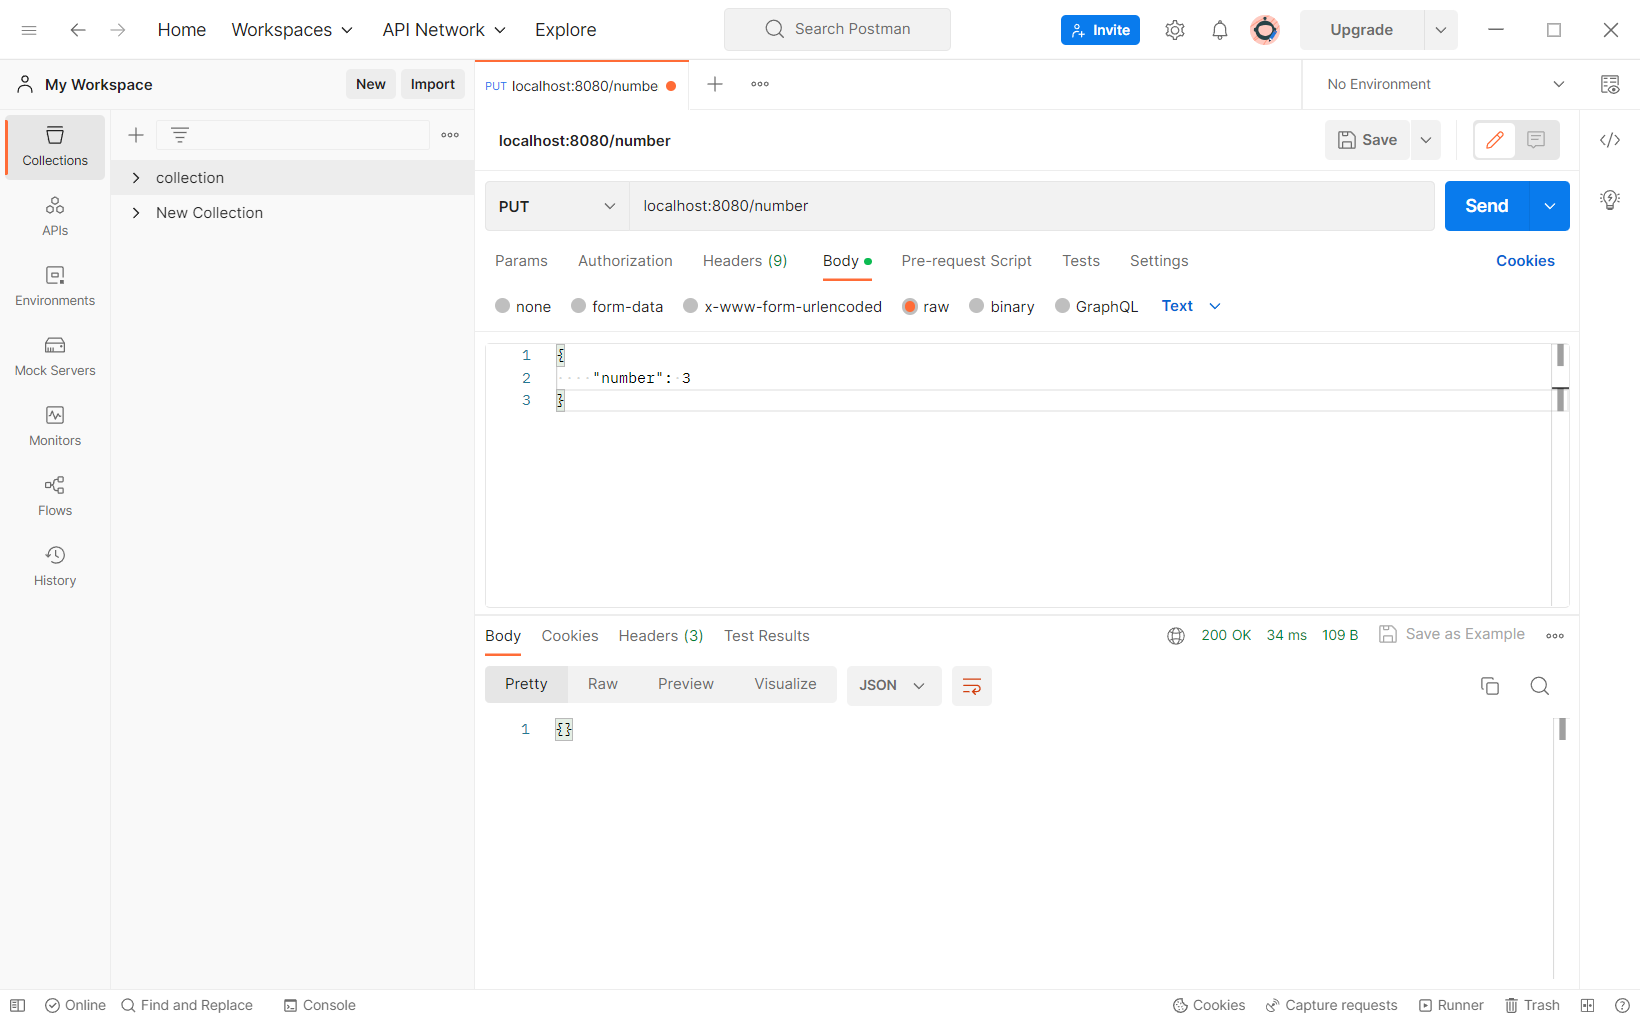 Home Workspaces API Network Explore Search Postman Invite Upgrade
My Workspace New Import PUT localhost:8080/numbe No Environment
Collections
APIs
Environments
Mock Servers
Monitors
Flows
History
collection
New Collection
localhost:8080/number Save
PUT localhost:8080/number Send
Params Authorization Headers (9) Body Pre-request Script Tests Settings Cookies
none form-data x-www-form-urlencoded raw binary GraphQL Text
1 {
2 "number": 3
3 }
Body Cookies Headers (3) Test Results 200 OK 34 ms 109 B Save as Example
Pretty Raw Preview Visualize JSON
1 {}
Online Find and Replace Console Cookies Capture requests Runner Trash